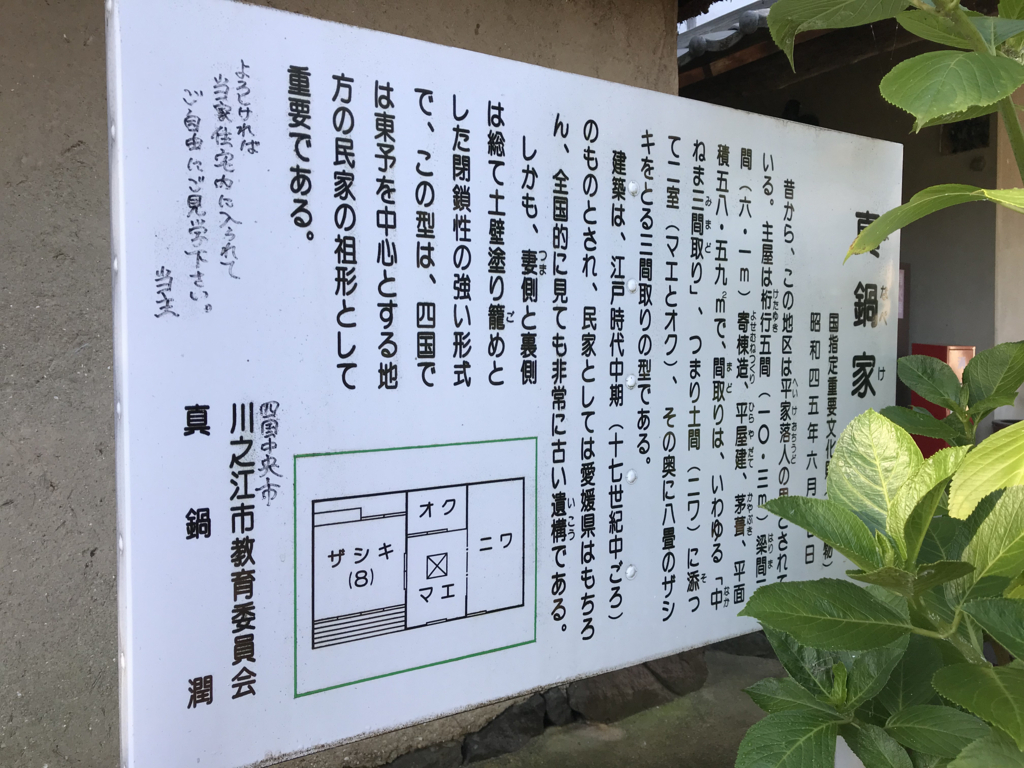 真鍋家
国指定重要文化 物)
昭和四五年六月 日
昔から、この地区は平家落人の とされて
いる。主屋は桁行五間(一〇・三m)梁間
間(六・一m)寄棟造、平屋建、茅葺、平面
積五八・五九㎡で、間取りは、いわゆる「中
ねま三間取り」、つまり土間(ニワ)に添っ
て二室(マエとオク)、その奥に八畳のザシ
キをとる三間取りの型である。
建築は、江戸時代中期(十七世紀中ごろ)
のものとされ、民家としては愛媛県はもちろ
ん、全国的に見ても非常に古い遺構である。
しかも、妻側と裏側
は総て土壁塗り籠めと
した閉鎖性の強い形式
で、この型は、四国で
は東予を中心とする地
方の民家の祖形として
重要である。
ニワ
オク
マエ
ザシキ
(8)
四国中央市
川之江市教育委員会
真鍋潤
よろしければ
当家住宅内に入られて
ご自由にご見学下さい。
当主